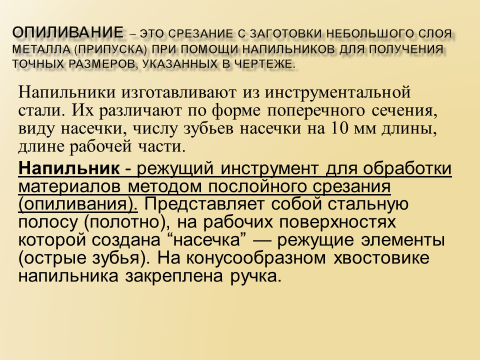 ОПИЛИВАНИЕ – ЭТО СРЕЗАНИЕ С ЗАГОТОВКИ НЕБОЛЬШОГО СЛОЯ
МЕТАЛЛА (ПРИПУСКА) ПРИ ПОМОЩИ НАПИЛЬНИКОВ ДЛЯ ПОЛУЧЕНИЯ
ТОЧНЫХ РАЗМЕРОВ, УКАЗАННЫХ В ЧЕРТЕЖЕ.
Напильники изготавливают из инструментальной
стали. Их различают по форме поперечного сечения,
виду насечки, числу зубьев насечки на 10 мм длины,
длине рабочей части.
Напильник - режущий инструмент для обработки
материалов методом послойного срезания
(опиливания). Представляет собой стальную
полосу (полотно), на рабочих поверхностях
которой создана “насечка” — режущие элементы
(острые зубья). На конусообразном хвостовике
напильника закреплена ручка.